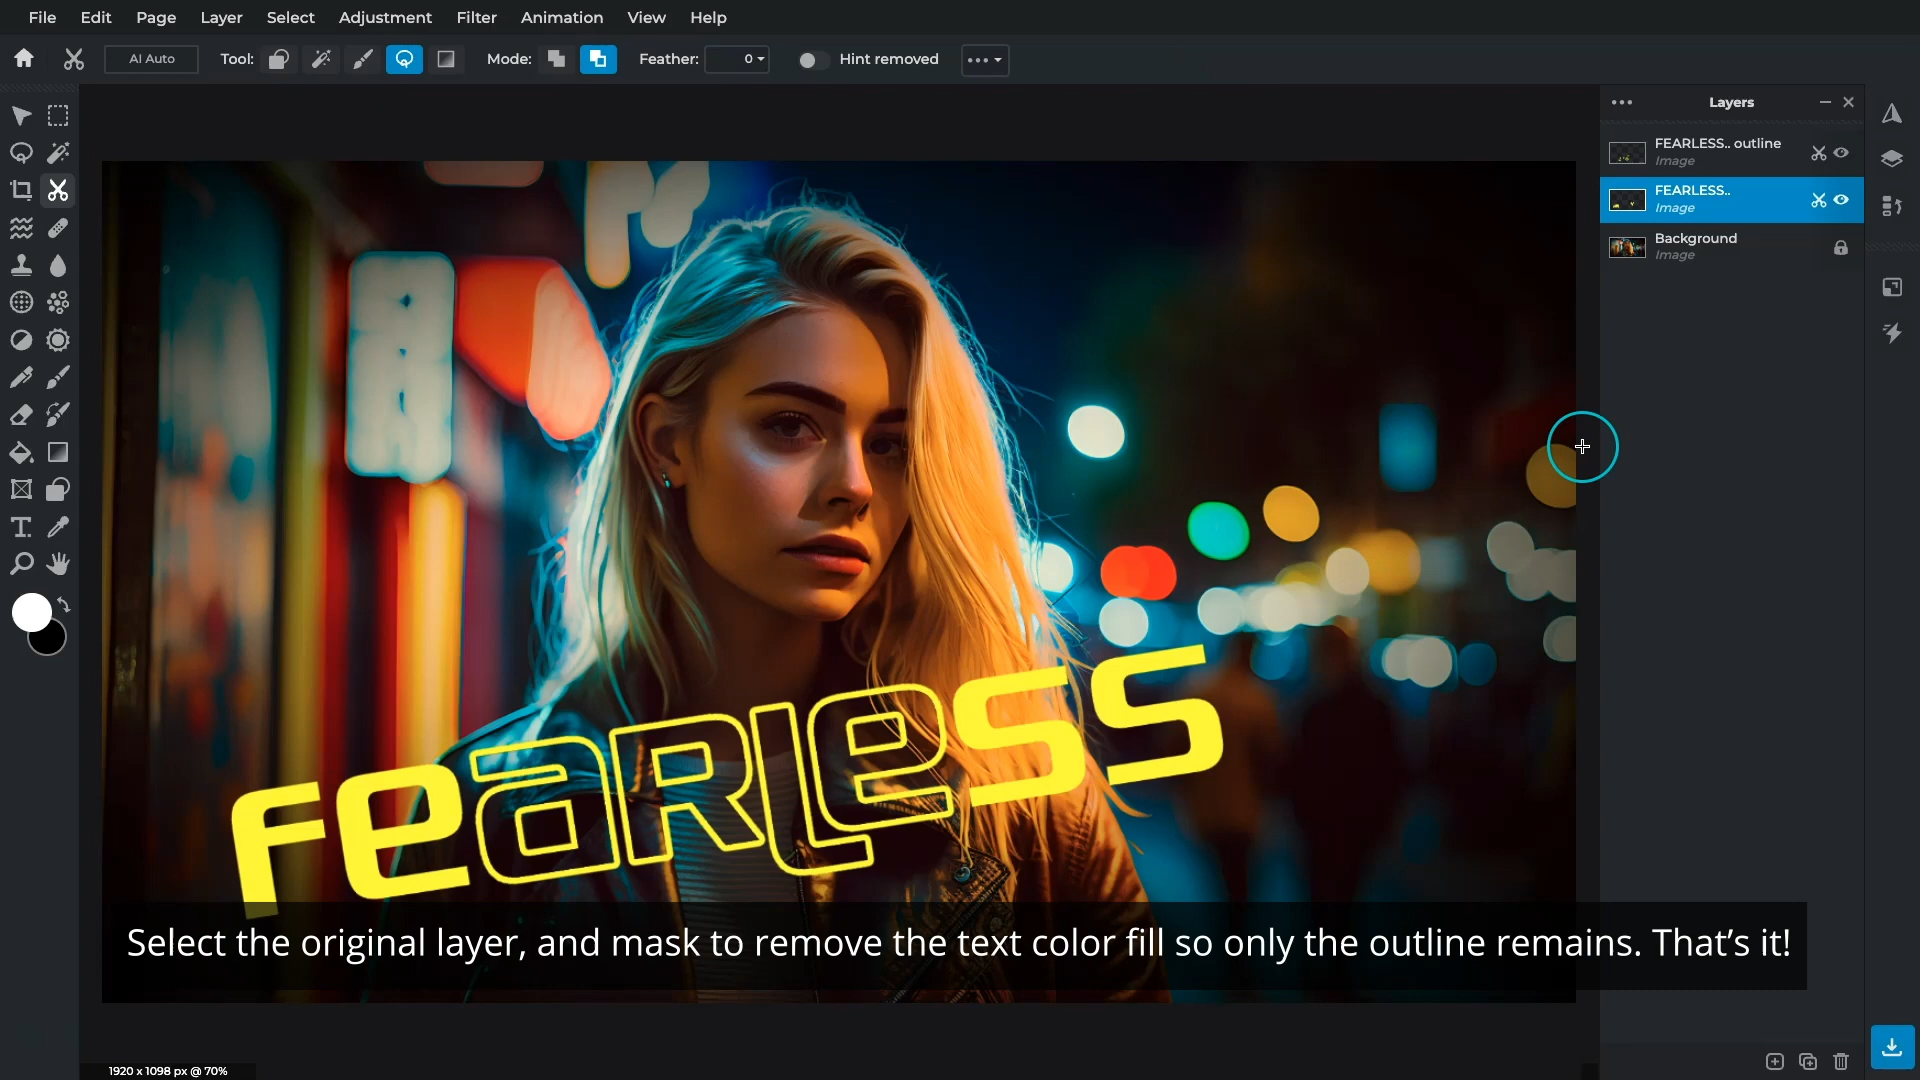 File Edit Page Layer Select Adjustment Filter Animation View Help
AI Auto Tool: Mode: Feather: 0 Hint removed
Layers
FEARLESS.. outline
Image
FEARLESS..
Image
Background
Image
FeaRLess
Select the original layer, and mask to remove the text color fill so only the outline remains. That’s it!
1920 x 1098 px @ 70%